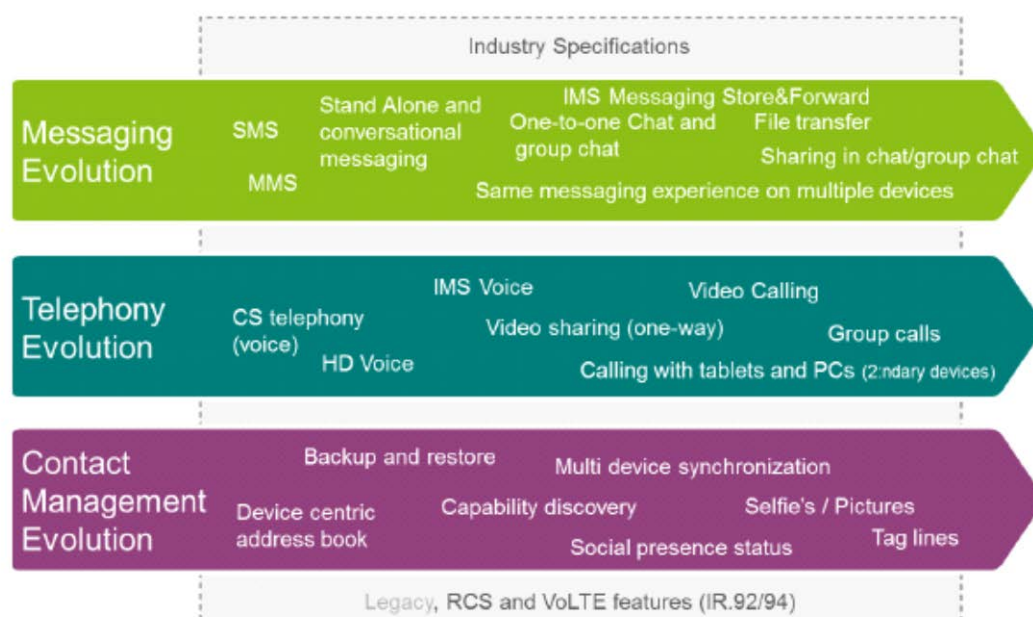 Industry Specifications
Messaging
Evolution
SMS
MMS
Stand Alone and
conversational
messaging
IMS Messaging Store&Forward
One-to-one Chat and
group chat
File transfer
Sharing in chat/group chat
Same messaging experience on multiple devices
Telephony
Evolution
CS telephony
(voice)
HD Voice
IMS Voice
Video sharing (one-way)
Video Calling
Group calls
Calling with tablets and PCs (2:ndary devices)
Contact
Management
Evolution
Device centric
address book
Backup and restore
Capability discovery
Multi device synchronization
Social presence status
Selfie's / Pictures
Tag lines
Legacy, RCS and VoLTE features (IR.92/94)